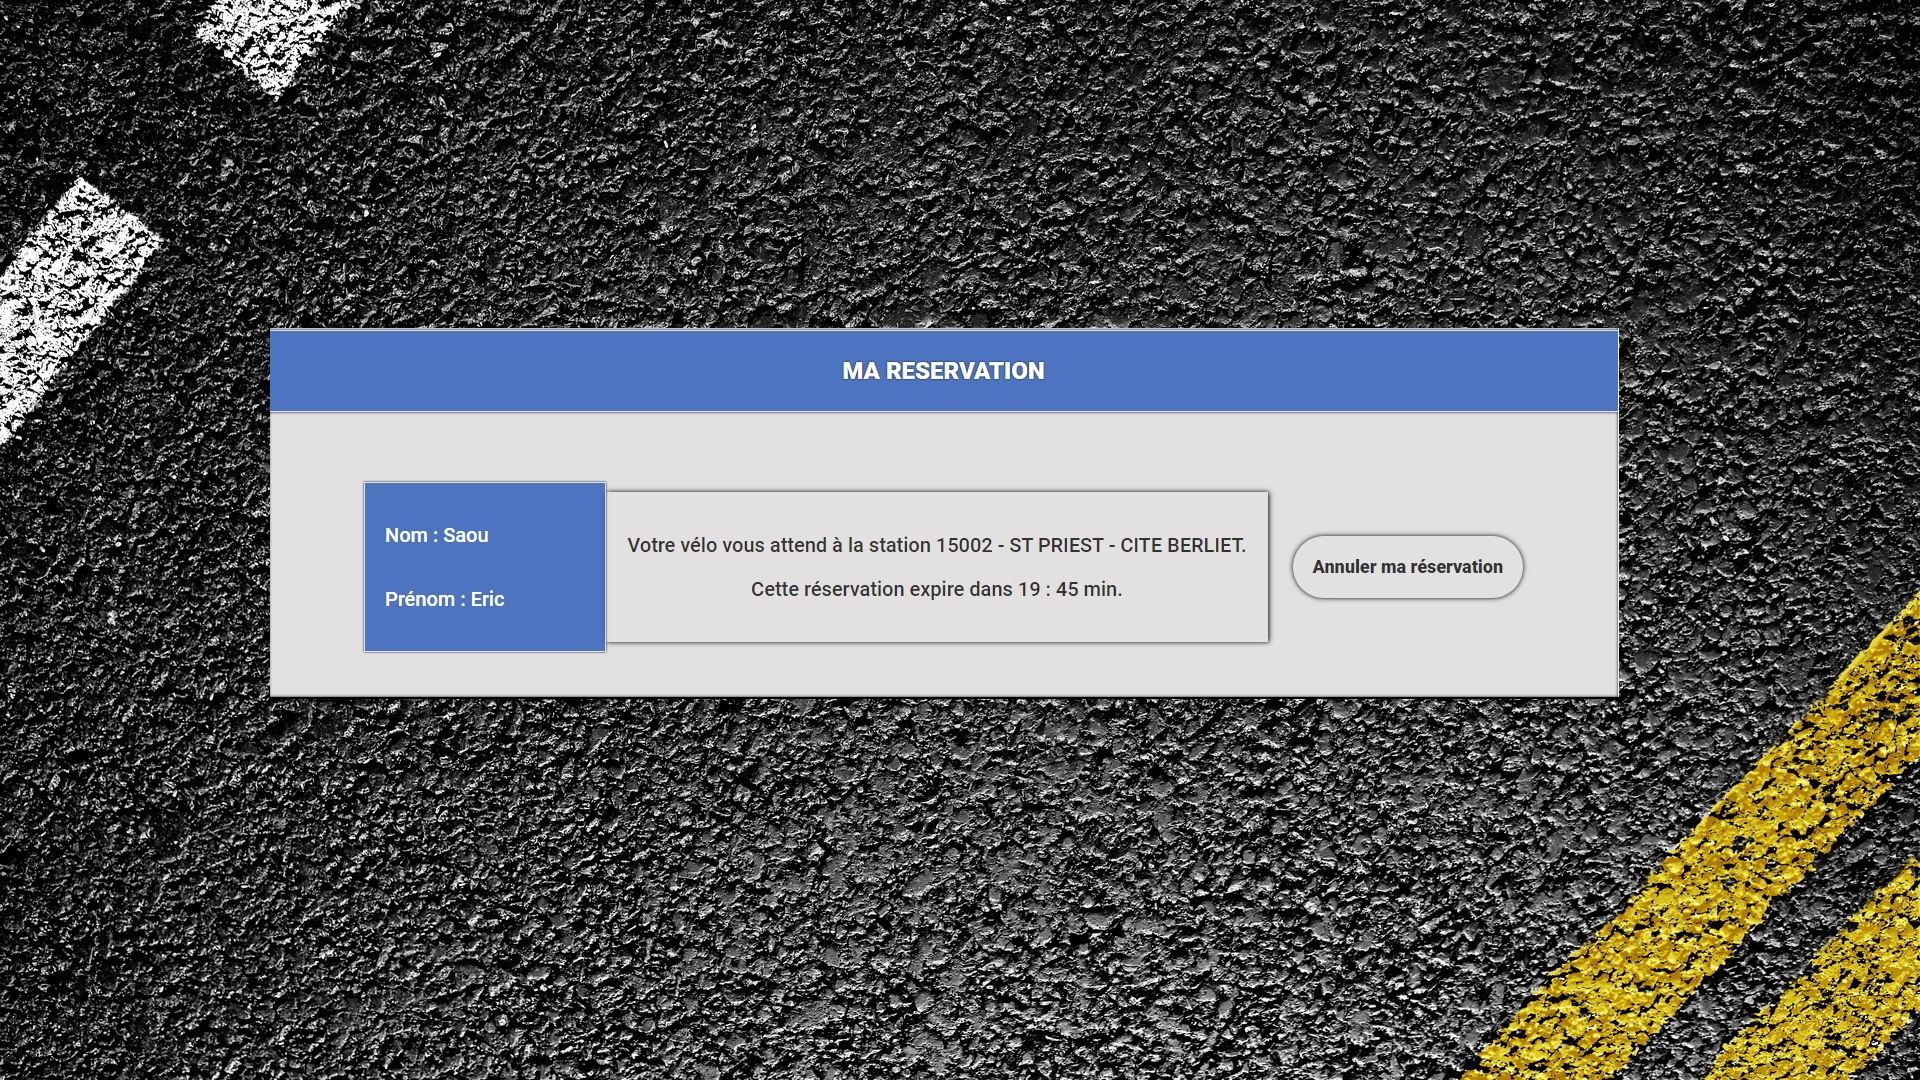 MA RESERVATION
Nom : Saou
Prénom : Eric
Votre vélo vous attend à la station 15002 - ST PRIEST - CITE BERLIET.
Cette réservation expire dans 19 : 45 min.
Annuler ma réservation